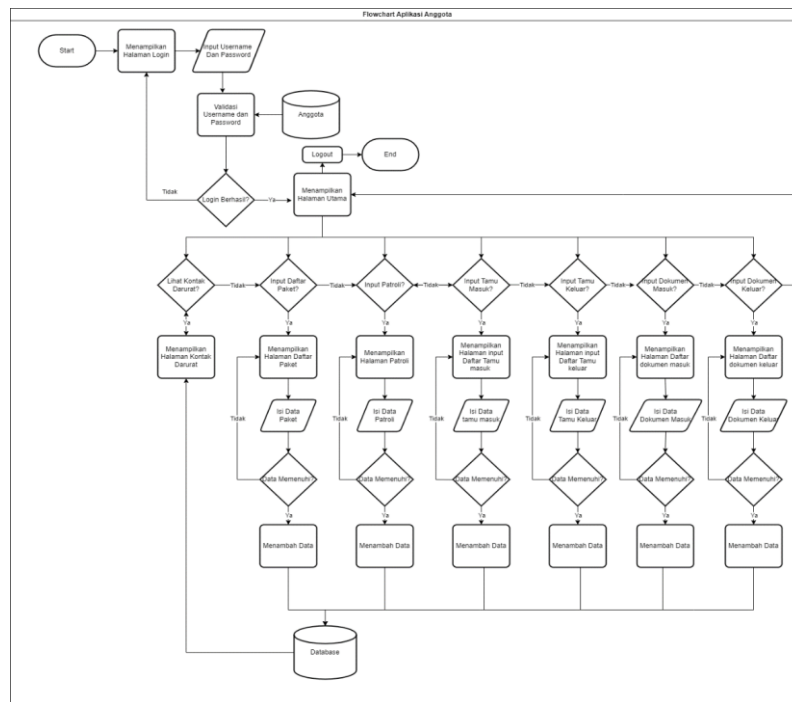 Flowchart Aplikasi Anggota
Start
Menampilkan
Halaman Login
Input Username
Dan Password
Validasi
Username dan
Password
Anggota
Logout
End
Tidak
Login Berhasil?
Ya
Menampilkan
Halaman Utama
Lihat Kontak
Darurat?
Tidak
Input Daftar
Paket?
Tidak
Input Patroli?
Tidak
Input Tamu
Masuk?
Tidak
Input Tamu
Keluar?
Tidak
Input Dokumen
Masuk?
Tidak
Input Dokumen
Keluar?
Ya
Ya
Ya
Ya
Ya
Ya
Ya
Menampilkan
Halaman Kontak
Darurat
Menampilkan
Halaman Daftar
Paket
Menampilkan
Halaman Patroli
Menampilkan
Halaman input
Daftar Tamu
masuk
Menampilkan
Halaman input
Daftar Tamu
keluar
Menampilkan
Halaman Daftar
dokumen masuk
Menampilkan
Halaman Daftar
dokumen keluar
Tidak
Isi Data
Paket
Tidak
Isi Data
Patroli
Tidak
Isi Data
tamu masuk
Tidak
Isi Data
Tamu Keluar
Tidak
Isi Data
Dokumen Masuk
Tidak
Isi Data
Dokumen Keluar
Data Memenuhi?
Data Memenuhi?
Data Memenuhi?
Data Memenuhi?
Data Memenuhi?
Data Memenuhi?
Ya
Ya
Ya
Ya
Ya
Ya
Menambah Data
Menambah Data
Menambah Data
Menambah Data
Menambah Data
Menambah Data
Database